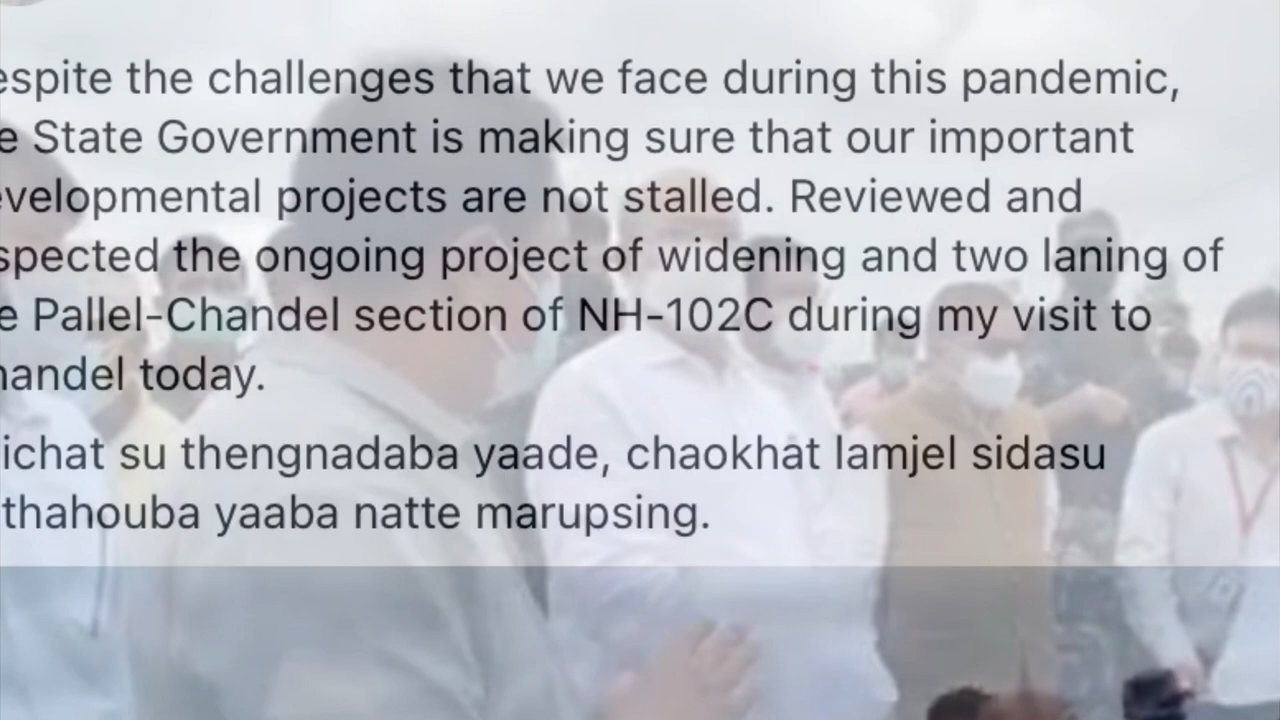 espite the challenges that we face during this pandemic,
e State Government is making sure that our important
evelopmental projects are not stalled. Reviewed and
spected the ongoing project of widening and two laning of
e Pallel-Chandel section of NH-102C during my visit to
handel today.
ichat su thengnadaba yaade, chaokhat lamjel sidasu
thahouba yaaba natte marupsing.